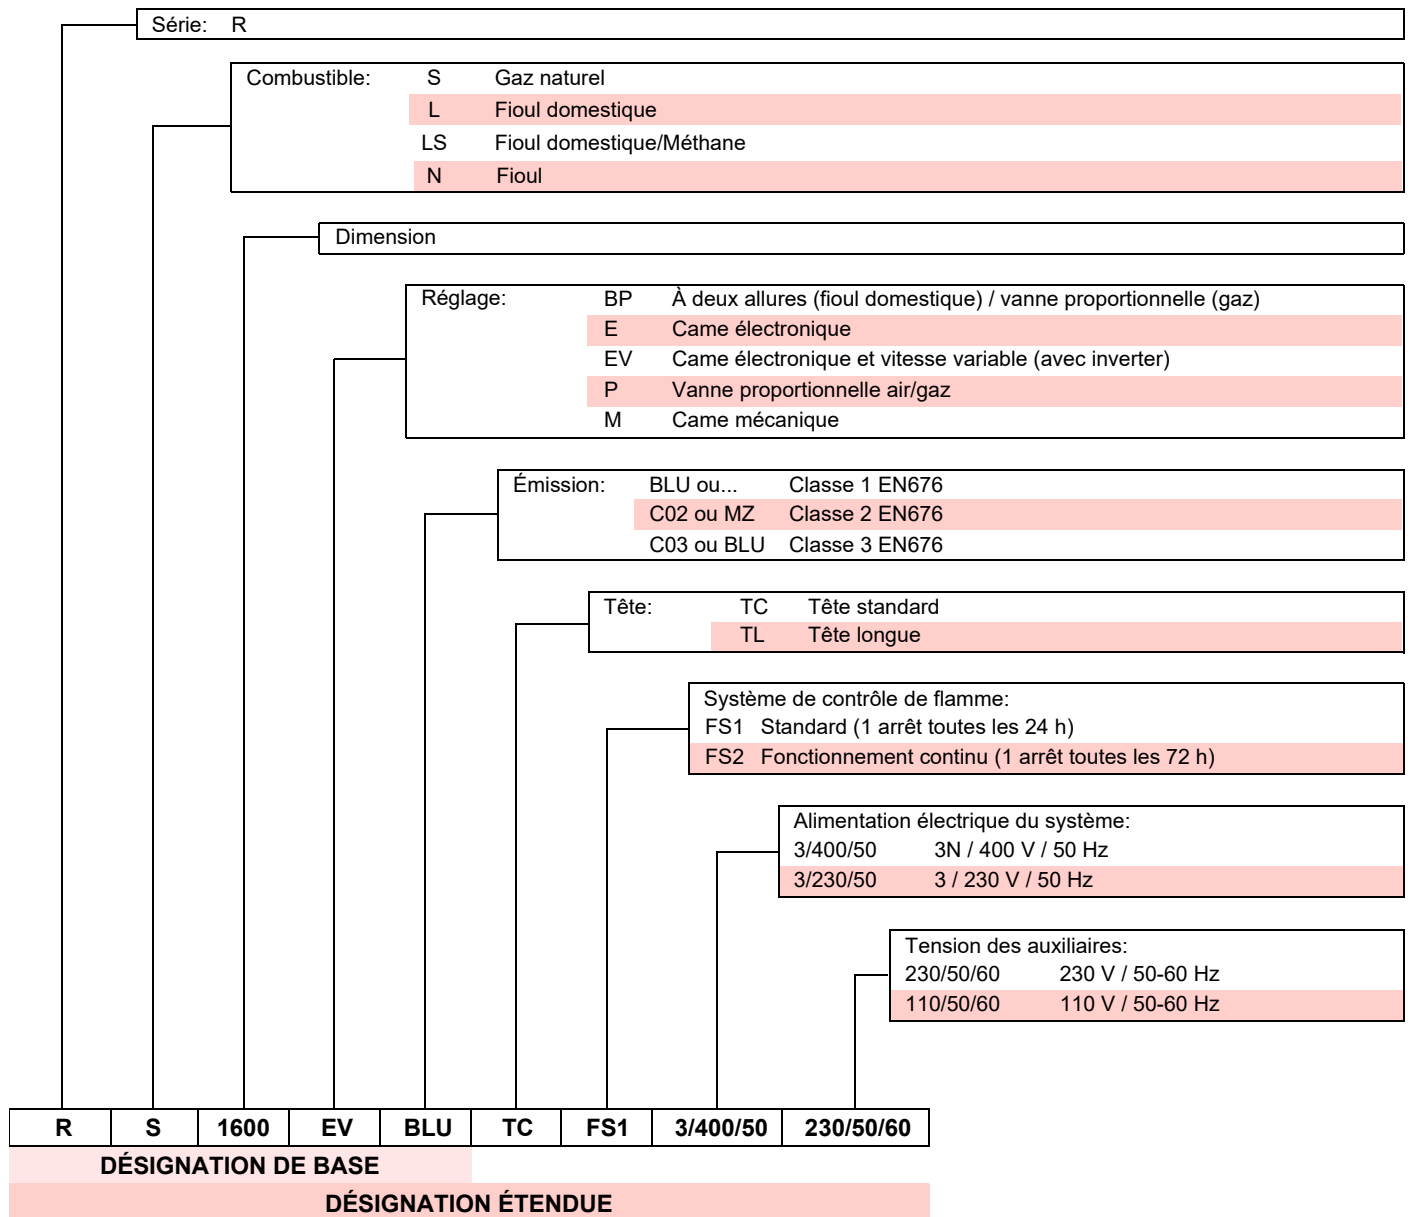 Série: R
Combustible: S Gaz naturel
L Fioul domestique
LS Fioul domestique/Méthane
N Fioul
Dimension
Réglage: BP À deux allures (fioul domestique) / vanne proportionnelle (gaz)
E Came électronique
EV Came électronique et vitesse variable (avec inverter)
P Vanne proportionnelle air/gaz
M Came mécanique
Émission: BLU ou... Classe 1 EN676
C02 ou MZ Classe 2 EN676
C03 ou BLU Classe 3 EN676
Tête: TC Tête standard
TL Tête longue
Système de contrôle de flamme:
FS1 Standard (1 arrêt toutes les 24 h)
FS2 Fonctionnement continu (1 arrêt toutes les 72 h)
Alimentation électrique du système:
3/400/50 3N / 400 V / 50 Hz
3/230/50 3 / 230 V / 50 Hz
Tension des auxiliaires:
230/50/60 230 V / 50-60 Hz
110/50/60 110 V / 50-60 Hz
R S 1600 EV BLU TC FS1 3/400/50 230/50/60
DÉSIGNATION DE BASE
DÉSIGNATION ÉTENDUE